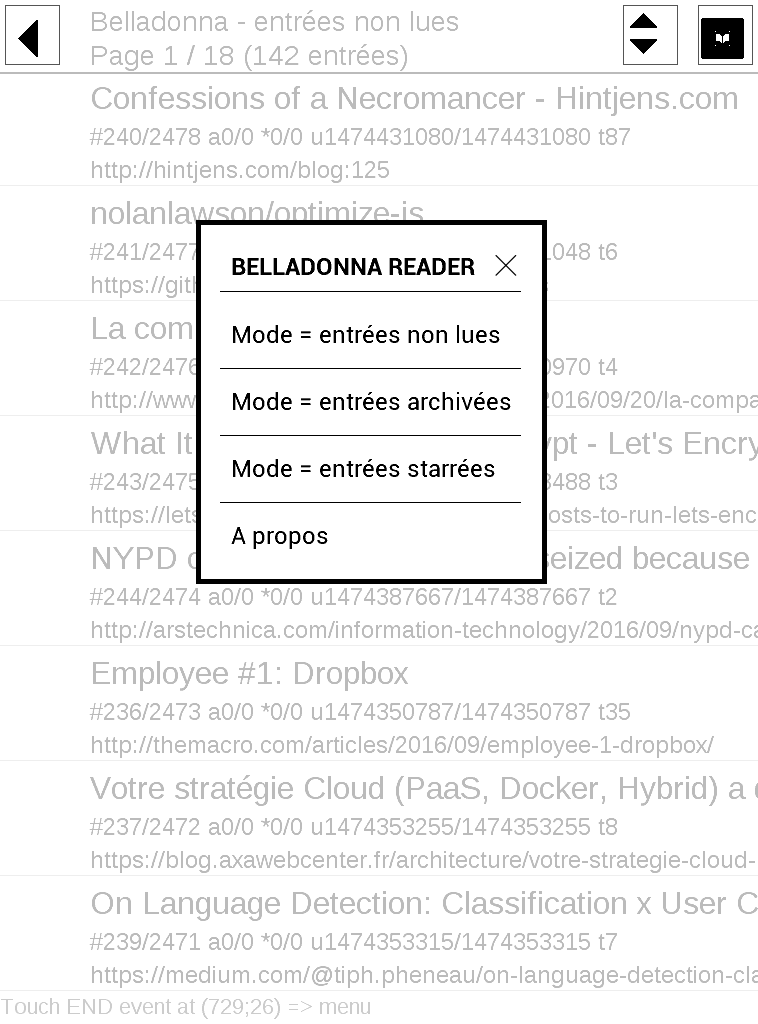 Belladonna - entrées non lues
Page 1 / 18 (142 entrées)
Confessions of a Necromancer - Hintjens.com
#240/2478 a0/0 *0/0 u1474431080/1474431080 t87
http://hintjens.com/blog:125
nolanlawson/optimize-js
#241/2477 1048 t6
https://gith
BELLADONNA READER
Mode = entrées non lues
Mode = entrées archivées
Mode = entrées starrées
A propos
La com
#242/2476 0970 t4
http://www 2016/09/20/la-compa
What It ypt - Let's Encry
#243/2475 3488 t3
https://lets osts-to-run-lets-enc
NYPD c seized because
#244/2474 a0/0 *0/0 u1474387667/1474387667 t2
http://arstechnica.com/information-technology/2016/09/nypd-ca
Employee #1: Dropbox
#236/2473 a0/0 *0/0 u1474350787/1474350787 t35
http://themacro.com/articles/2016/09/employee-1-dropbox/
Votre stratégie Cloud (PaaS, Docker, Hybrid) a
#237/2472 a0/0 *0/0 u1474353255/1474353255 t8
https://blog.axawebcenter.fr/architecture/votre-strategie-cloud-
On Language Detection: Classification x User C
#239/2471 a0/0 *0/0 u1474353315/1474353315 t7
https://medium.com/@tiph.pheneau/on-language-detection-cla
Touch END event at (729;26) => menu